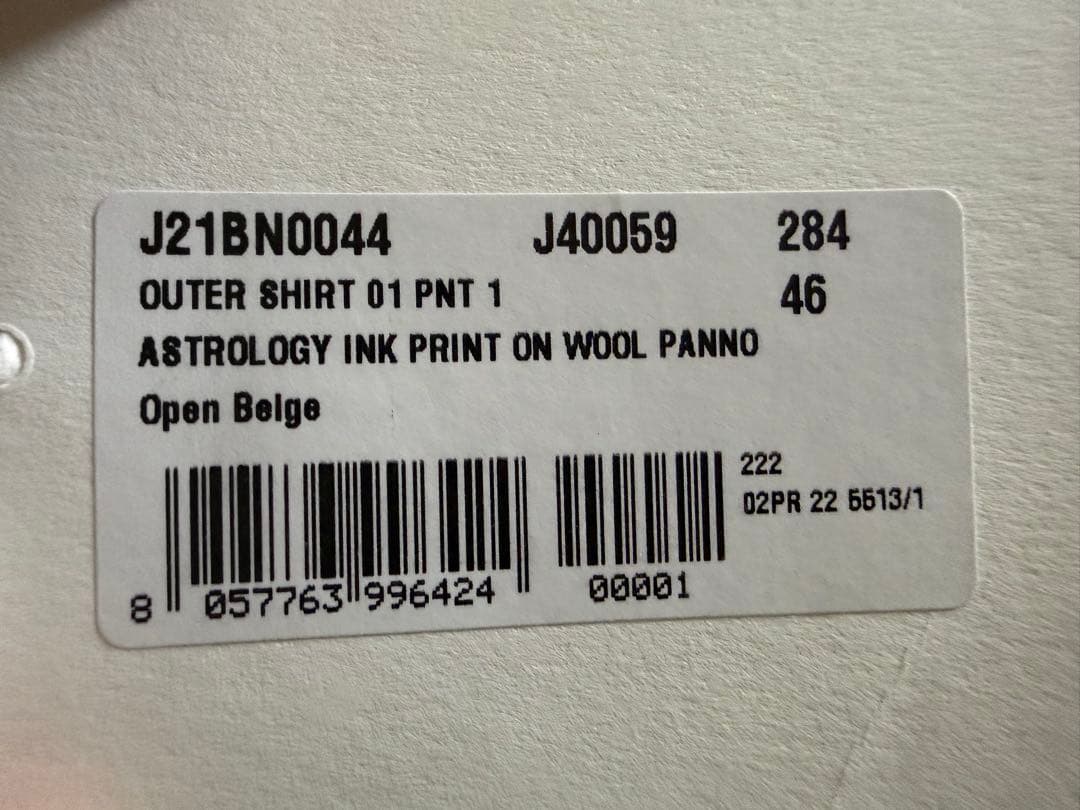 J21BN0044 J40059 284
OUTER SHIRT 01 PNT 1 46
ASTROLOGY INK PRINT ON WOOL PANNO
Open Beige
222
02PR 22 5513/1
8 057763 996424 00001